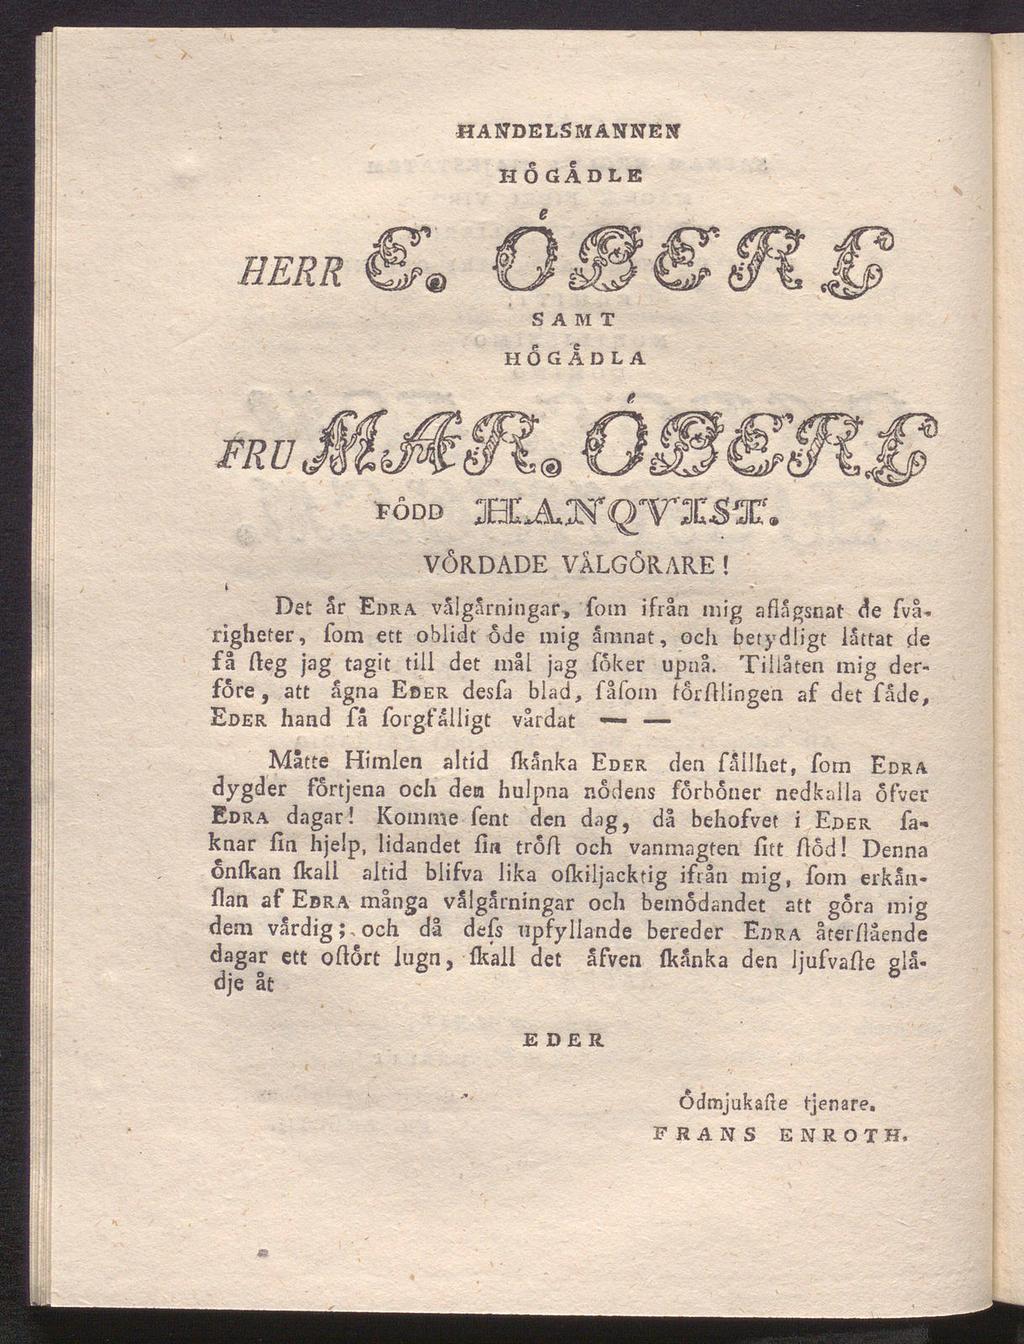 HANDELSMANNEN
HÖGÄDLE
HERR E. ÖBERG
SAMT
HÖGÄDLA
FRU MAR. ÖBERG
FÖDD HANQVIST.
VÖRDADE VÄLGÖRARE!
Det är EDRA välgärningar, ſom ifrån mig aflägsnat de ſvå-
righeter, ſom ett oblidt öde mig ämnat, och betydligt lättat de
få ſteg jag tagit till det mål jag ſöker upnå. Tillåten mig der-
före, att ägna EDER desſa blad, ſåſom förſtlingen af det ſäde,
EDER hand ſå ſorgfälligt vårdat — —
Måtte Himlen altid ſkänka EDER den ſällhet, ſom EDRA
dygder förtjena och den hulpna nödens förböner nedkalla öfver
EDRA dagar! Komme ſent den dag, då behofvet i EDER ſa-
knar ſin hjelp, lidandet ſin tröſt och vanmagten ſitt ſtöd! Denna
önſkan ſkall altid blifva lika oſkiljacktig ifrån mig, ſom erkän-
ſlan af EDRA många välgärningar och bemödandet att göra mig
dem värdig; och då deſs upfyllande bereder EDRA återſtående
dagar ett oſtört lugn, ſkall det äfven ſkänka den ljufvaſte glä-
dje åt
EDER
Ödmjukaſte tjenare.
FRANS ENROTH.